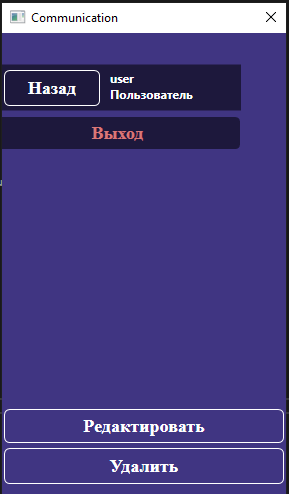 Communication
Назад
user
Пользователь
Выход
Редактировать
Удалить